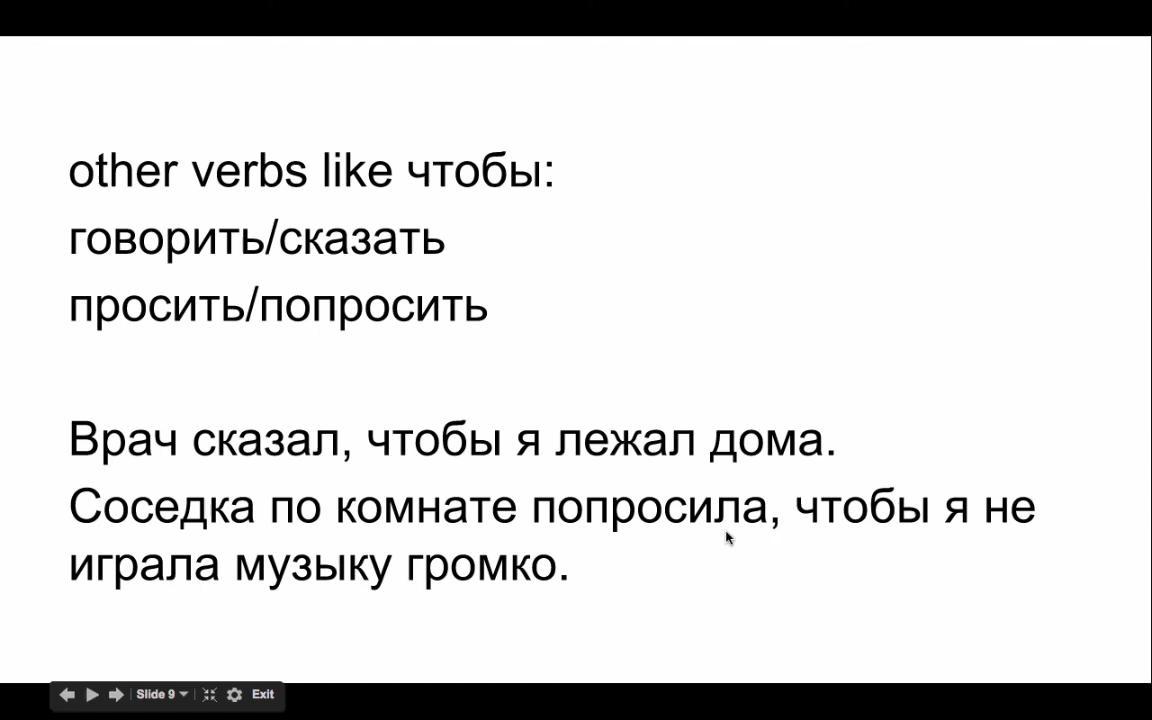 other verbs like чтобы:
говорить/сказать
просить/попросить
Врач сказал, чтобы я лежал дома.
Соседка по комнате попросила, чтобы я не
играла музыку громко.
Slide 9
Exit